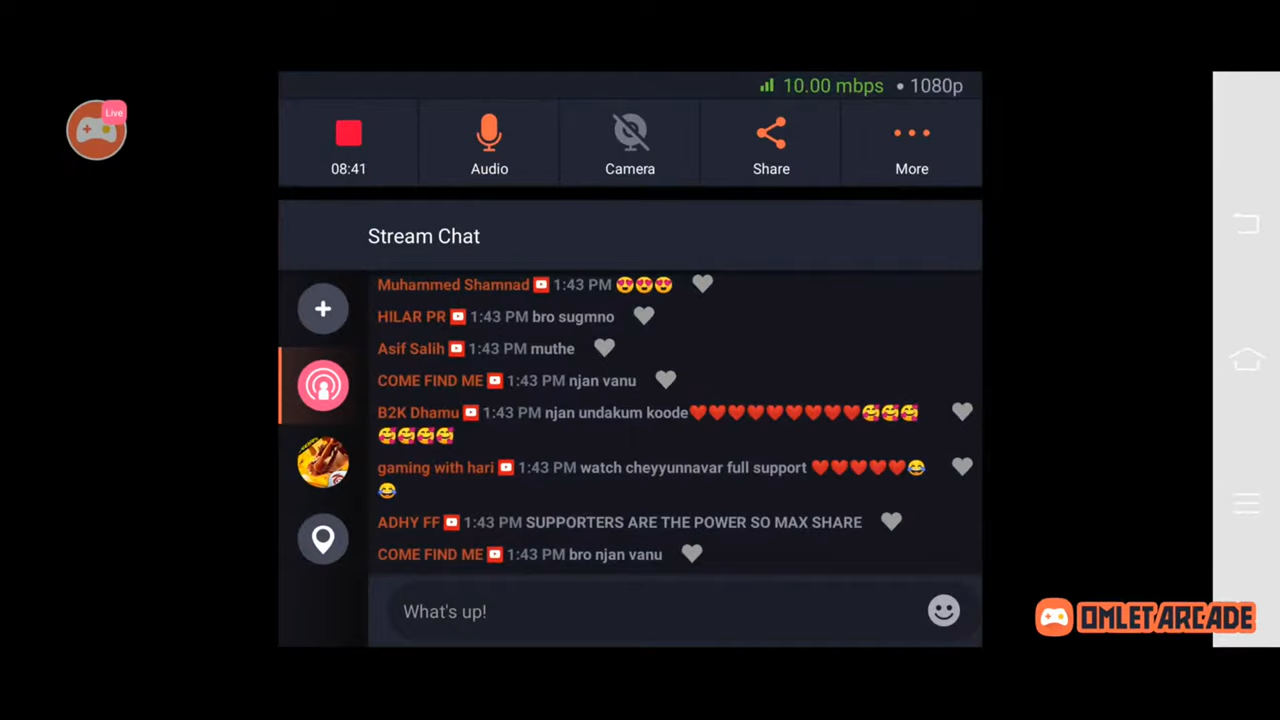 10.00 mbps • 1080p
Live
08:41 Audio Camera Share More
Stream Chat
Muhammed Shamnad 1:43 PM 😍😍😍
HILAR PR 1:43 PM bro sugmno
Asif Salih 1:43 PM muthe
COME FIND ME 1:43 PM njan vanu
B2K Dhamu 1:43 PM njan undakum koode❤️❤️❤️❤️❤️❤️❤️❤️❤️🥰🥰🥰
🥰🥰🥰🥰
gaming with hari 1:43 PM watch cheyyunnavar full support ❤️❤️❤️❤️❤️😂
😂
ADHY FF 1:43 PM SUPPORTERS ARE THE POWER SO MAX SHARE
COME FIND ME 1:43 PM bro njan vanu
What's up!
OMLET ARCADE